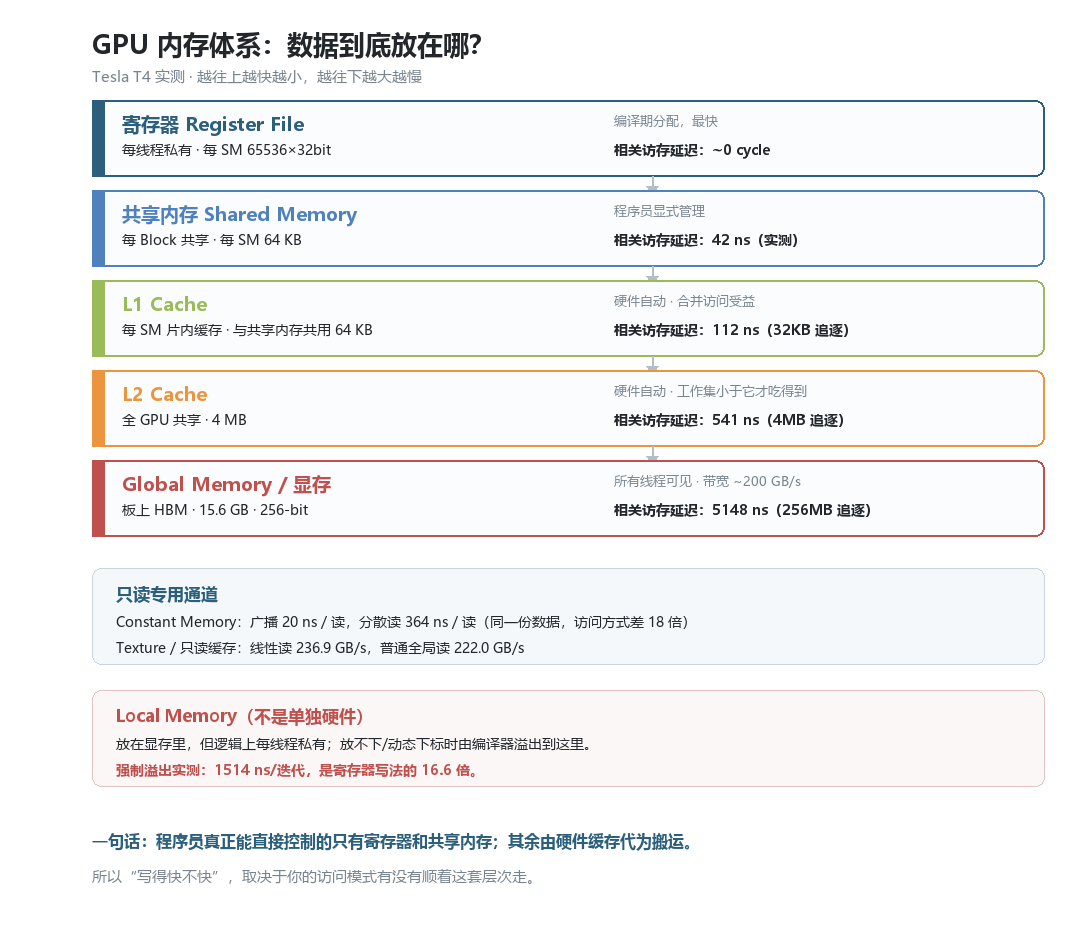 GPU 内存体系：数据到底放在哪？
Tesla T4 实测 · 越往上越快越小，越往下越大越慢
寄存器 Register File
每线程私有 · 每 SM 65536×32bit
编译期分配，最快
相关访存延迟：~0 cycle
共享内存 Shared Memory
每 Block 共享 · 每 SM 64 KB
程序员显式管理
相关访存延迟：42 ns（实测）
L1 Cache
每 SM 片内缓存 · 与共享内存共用 64 KB
硬件自动 · 合并访问受益
相关访存延迟：112 ns（32KB 追逐）
L2 Cache
全 GPU 共享 · 4 MB
硬件自动 · 工作集小于它才吃得到
相关访存延迟：541 ns（4MB 追逐）
Global Memory / 显存
板上 HBM · 15.6 GB · 256-bit
所有线程可见 · 带宽 ~200 GB/s
相关访存延迟：5148 ns（256MB 追逐）
只读专用通道
Constant Memory：广播 20 ns / 读，分散读 364 ns / 读（同一份数据，访问方式差 18 倍）
Texture / 只读缓存：线性读 236.9 GB/s，普通全局读 222.0 GB/s
Local Memory（不是单独硬件）
放在显存里，但逻辑上每线程私有；放不下/动态下标时由编译器溢出到这里。
强制溢出实测：1514 ns/迭代，是寄存器写法的 16.6 倍。
一句话：程序员真正能直接控制的只有寄存器和共享内存；其余由硬件缓存代为搬运。
所以“写得快不快”，取决于你的访问模式有没有顺着这套层次走。